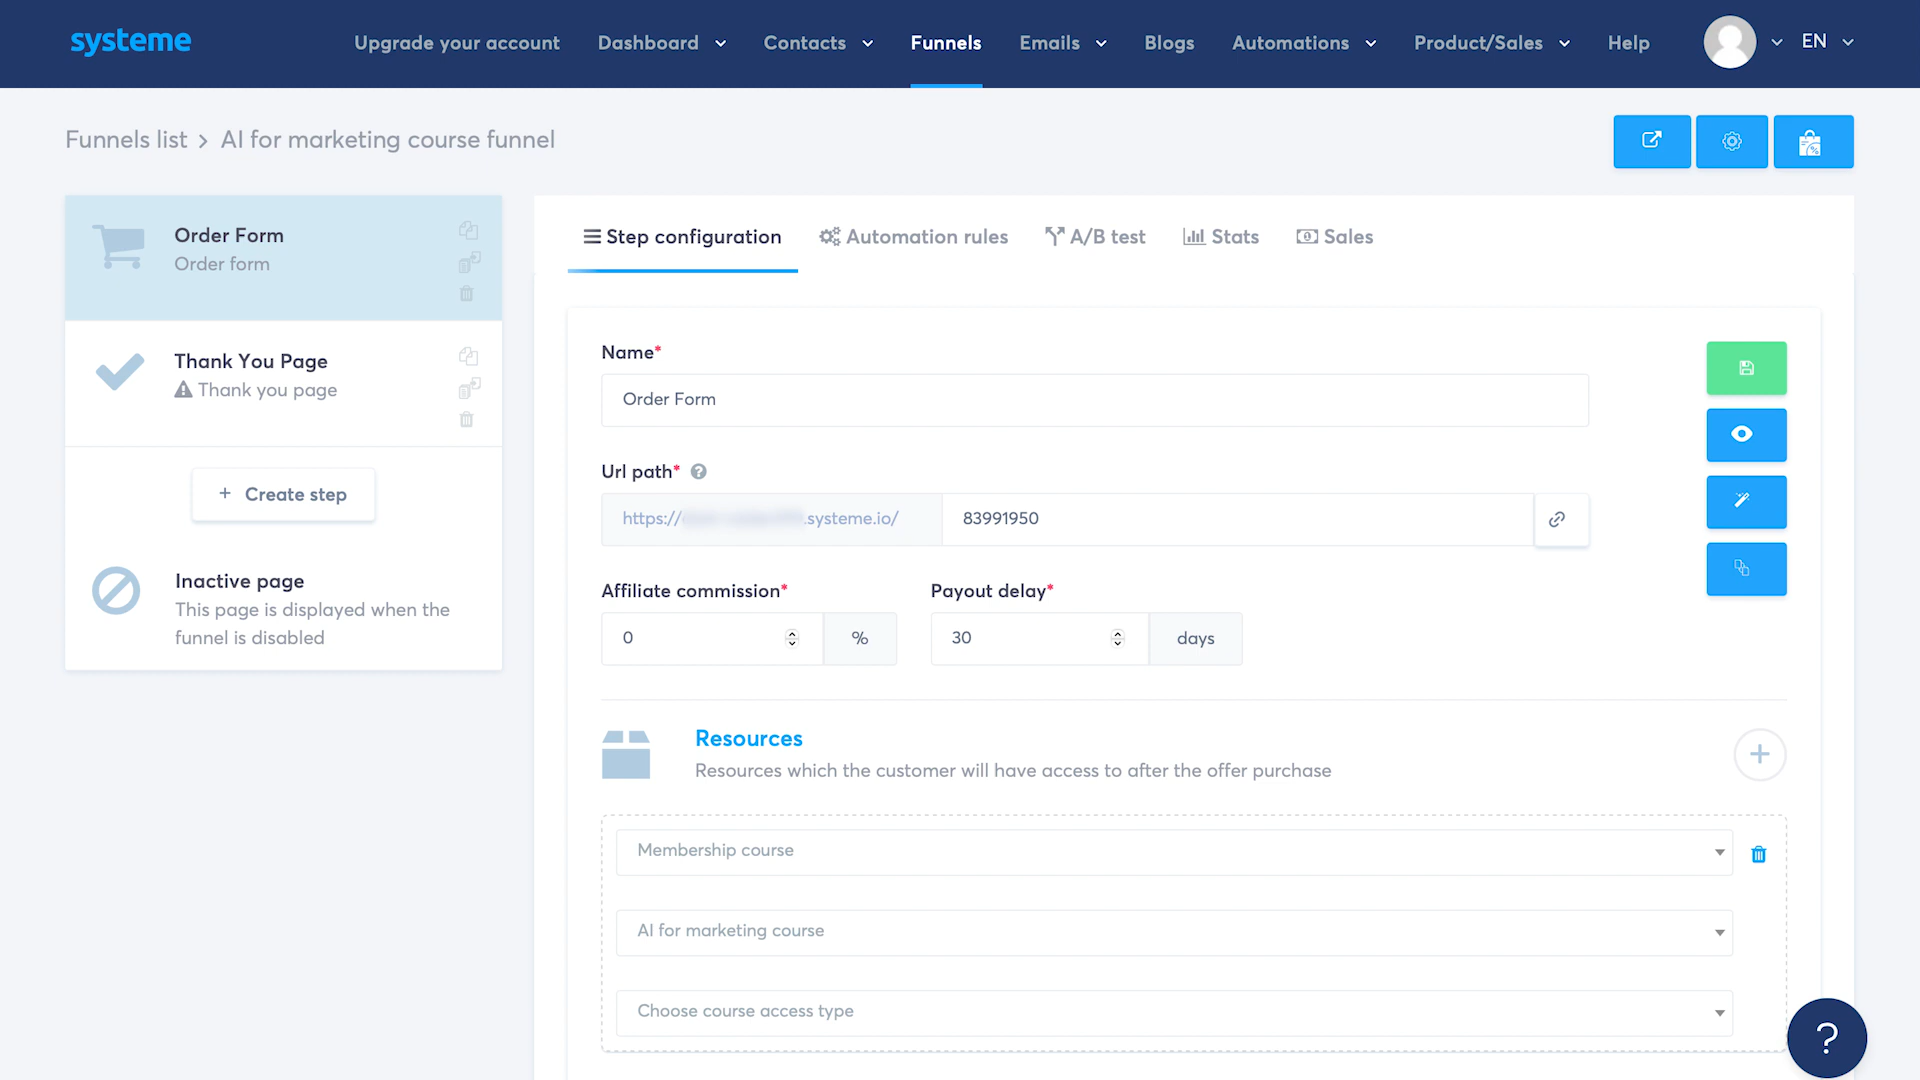 systeme
Upgrade your account
Dashboard
Contacts
Funnels
Emails
Blogs
Automations
Product/Sales
Help
EN
Funnels list > AI for marketing course funnel
Order Form
Order form
Thank You Page
Thank you page
+ Create step
Inactive page
This page is displayed when the
funnel is disabled
Step configuration
Automation rules
A/B test
Stats
Sales
Name*
Order Form
Url path* ?
https:// .systeme.io/
83991950
Affiliate commission*
Payout delay*
0
%
30
days
Resources
Resources which the customer will have access to after the offer purchase
+
Membership course
AI for marketing course
Choose course access type
?